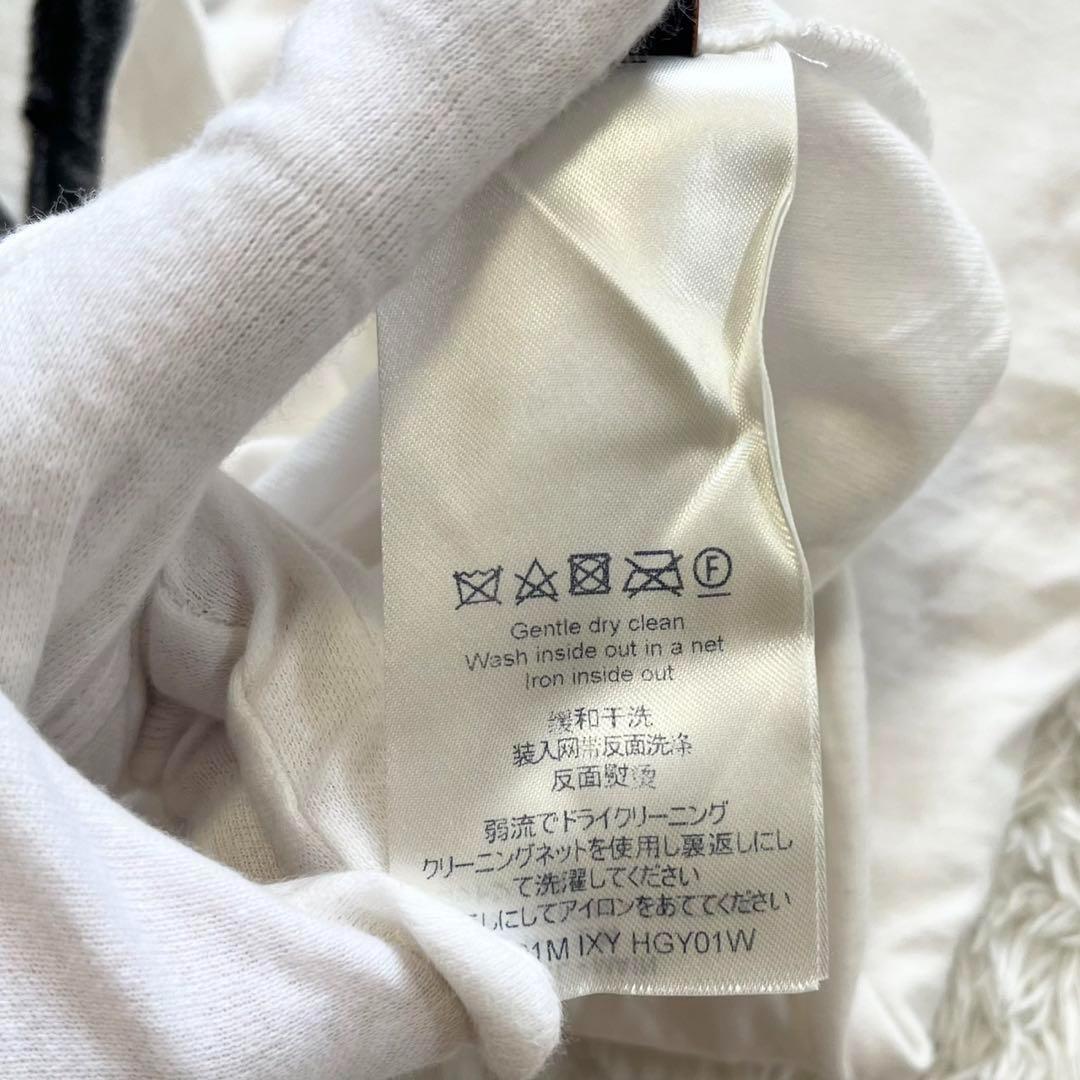 F
Gentle dry clean
Wash inside out in a net
Iron inside out
缓和干洗
装入网带反面洗涤
反面熨烫
弱流でドライクリーニング
クリーニングネットを使用し裏返しにし
て洗濯してください
しにしてアイロンをあててください
1M IXY HGY01W